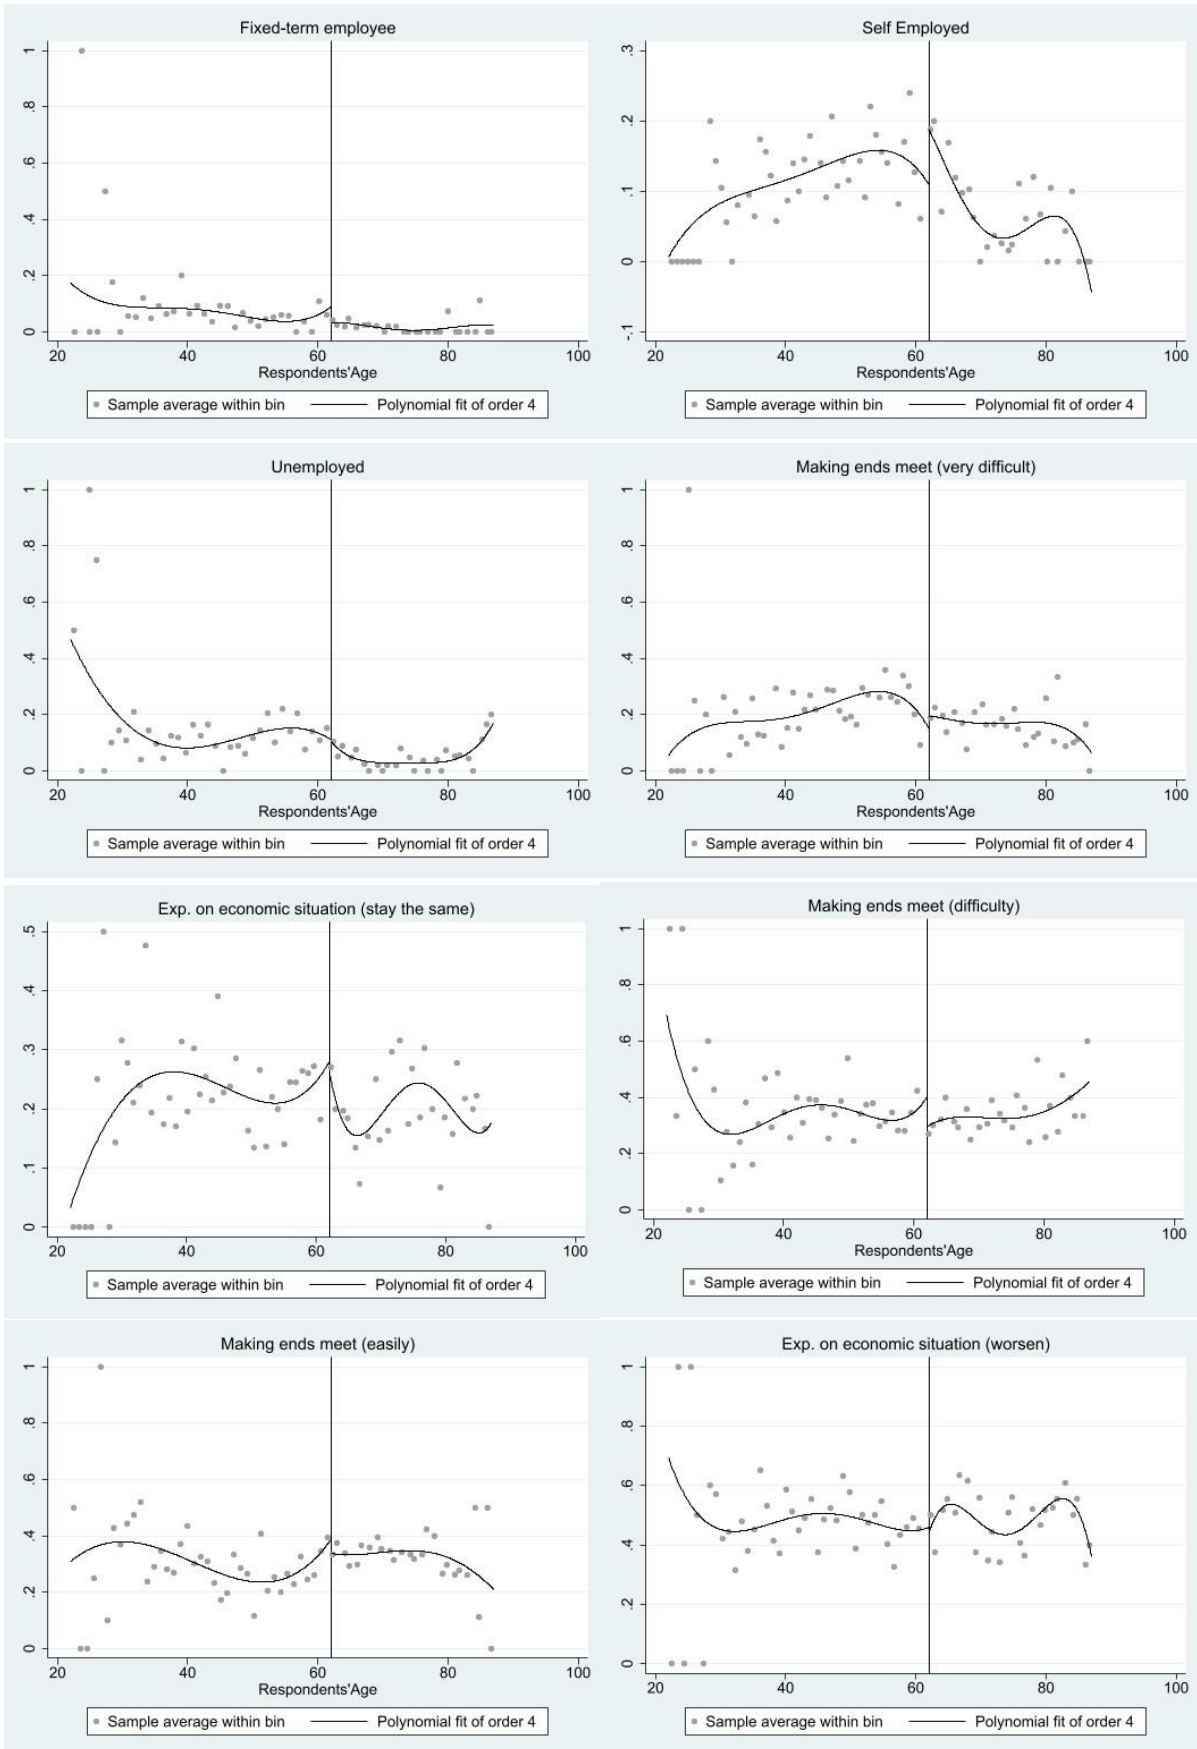 Fixed-term employee
1
.8
.6
.4
.2
0
20 40 60 80 100
Respondents'Age
Sample average within bin Polynomial fit of order 4
Self Employed
.3
.2
.1
0
-.1
20 40 60 80 100
Respondents'Age
Sample average within bin Polynomial fit of order 4
Unemployed
1
.8
.6
.4
.2
0
20 40 60 80 100
Respondents'Age
Sample average within bin Polynomial fit of order 4
Making ends meet (very difficult)
1
.8
.6
.4
.2
0
20 40 60 80 100
Respondents'Age
Sample average within bin Polynomial fit of order 4
Exp. on economic situation (stay the same)
.5
.4
.3
.2
.1
0
20 40 60 80 100
Sample average within bin Polynomial fit of order 4
Making ends meet (difficulty)
1
.8
.6
.4
.2
0
20 40 60 80 100
Respondents'Age
Sample average within bin Polynomial fit of order 4
Making ends meet (easily)
1
.8
.6
.4
.2
0
20 40 60 80 100
Respondents'Age
Sample average within bin Polynomial fit of order 4
Exp. on economic situation (worsen)
1
.8
.6
.4
.2
0
20 40 60 80 100
Sample average within bin Polynomial fit of order 4